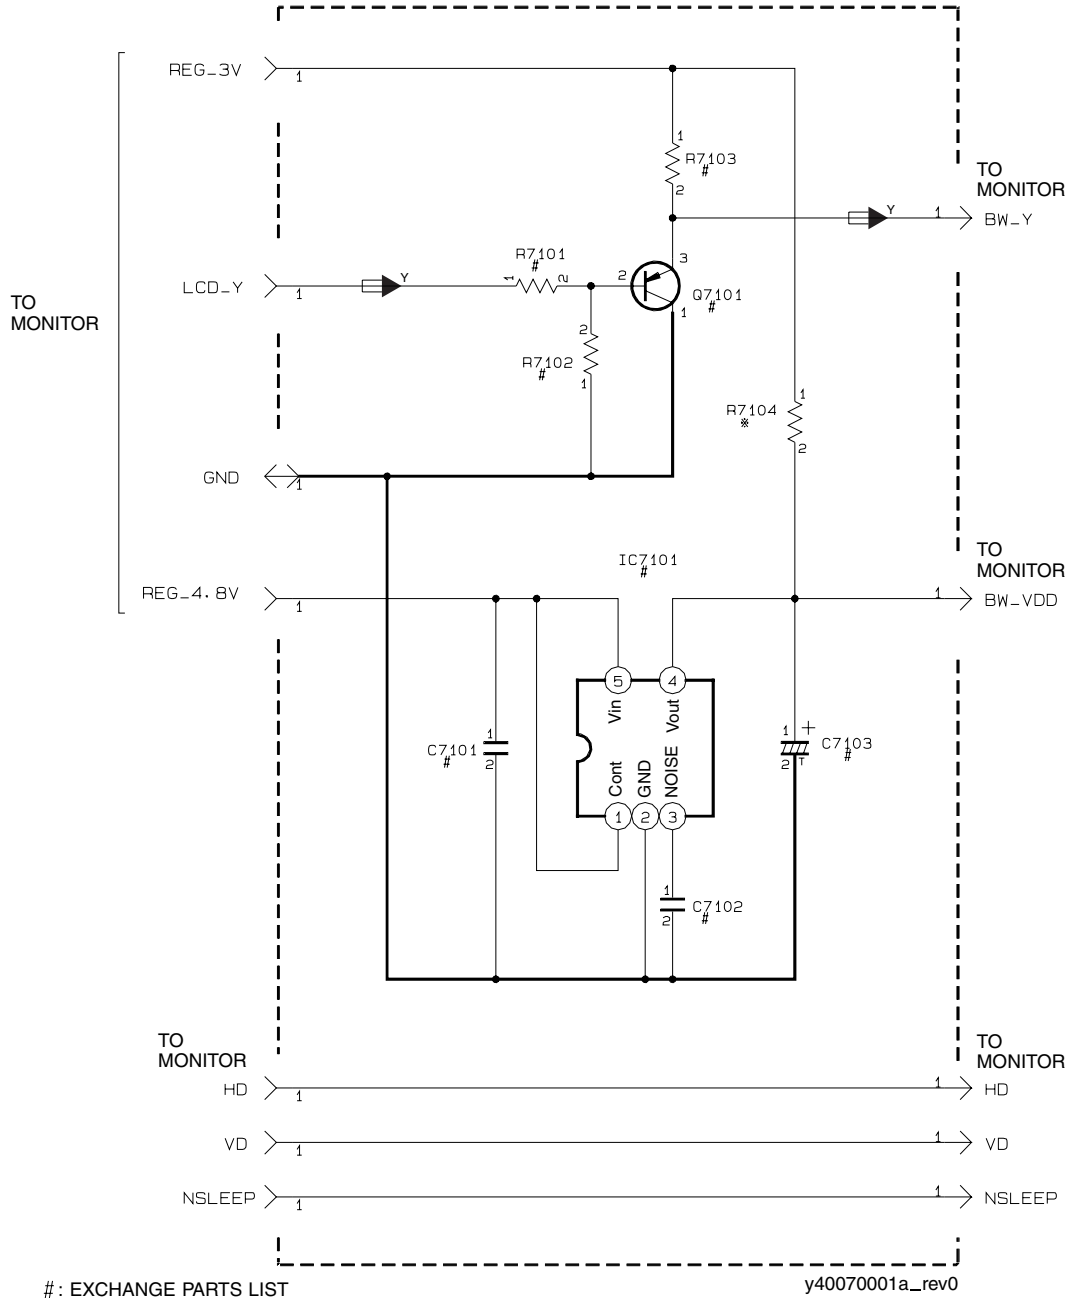 REG_3V
1
1
R7103
#
2
TO
MONITOR
Y
1
BW_Y
R7101
#
1
2
2
3
Q7101
#
1
LCD_Y
1
Y
TO
MONITOR
2
R7102
#
1
1
R7104
※
2
GND
1
IC7101
#
TO
MONITOR
REG_4.8V
1
1
BW_VDD
5
4
Vin
Vout
1
C7101
#
2
1
+
C7103
#
2
T
Cont
GND
NOISE
1
2
3
1
C7102
#
2
TO
MONITOR
TO
MONITOR
HD
1
1
HD
VD
1
1
VD
NSLEEP
1
1
NSLEEP
#: EXCHANGE PARTS LIST
y40070001a_rev0